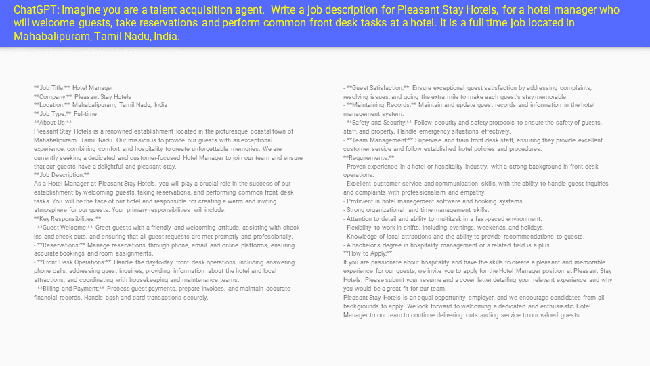 ChatGPT: Imagine you are a talent acquisition agent. Write a job description for Pleasant Stay Hotels, for a hotel manager who
will welcome guests, take reservations and perform common front desk tasks at a hotel. It is a full time job located in
Mahabalipuram, Tamil Nadu, India.
**Job Title:** Hotel Manager
**Company:** Pleasant Stay Hotels
**Location:** Mahabalipuram, Tamil Nadu, India
**Job Type:** Full-time
**About Us:**
Pleasant Stay Hotels is a renowned establishment located in the picturesque coastal town of
Mahabalipuram, Tamil Nadu. Our mission is to provide our guests with an exceptional
experience, combining comfort and hospitality to create unforgettable memories. We are
currently seeking a dedicated and customer-focused Hotel Manager to join our team and ensure
that our guests have a delightful and pleasant stay.
**Job Description:**
As a Hotel Manager at Pleasant Stay Hotels, you will play a crucial role in the success of our
establishment by welcoming guests, taking reservations, and performing common front desk
tasks. You will be the face of our hotel and responsible for creating a warm and inviting
atmosphere for our guests. Your primary responsibilities will include:
**Key Responsibilities:**
- **Guest Welcome:** Greet guests with a friendly and welcoming attitude, assisting with check-
ins and check-outs, and ensuring that all guest requests are met promptly and professionally.
- **Reservations:** Manage reservations through phone, email, and online platforms, ensuring
accurate bookings and room assignments.
- **Front Desk Operations:** Handle the day-to-day front desk operations, including answering
phone calls, addressing guest inquiries, providing information about the hotel and local
attractions, and coordinating with housekeeping and maintenance teams.
- **Billing and Payment:** Process guest payments, prepare invoices, and maintain accurate
financial records. Handle cash and card transactions securely.
- **Guest Satisfaction:** Ensure exceptional guest satisfaction by addressing complaints,
resolving issues, and going the extra mile to make each guest's stay memorable.
- **Maintaining Records:** Maintain and update guest records and information in the hotel
management system.
- **Safety and Security:** Follow security and safety protocols to ensure the safety of guests,
staff, and property. Handle emergency situations effectively.
- **Team Management:** Supervise and train front desk staff, ensuring they provide excellent
customer service and follow established hotel policies and procedures.
**Requirements:**
- Proven experience in a hotel or hospitality industry, with a strong background in front desk
operations.
- Excellent customer service and communication skills, with the ability to handle guest inquiries
and complaints with professionalism and empathy.
- Proficient in hotel management software and booking systems.
- Strong organizational and time management skills.
- Attention to detail and ability to multitask in a fast-paced environment.
- Flexibility to work in shifts, including evenings, weekends, and holidays.
- Knowledge of local attractions and the ability to provide recommendations to guests.
- A bachelor's degree in hospitality management or a related field is a plus.
**How to Apply:**
If you are passionate about hospitality and have the skills to create a pleasant and memorable
experience for our guests, we invite you to apply for the Hotel Manager position at Pleasant Stay
Hotels. Please submit your resume and a cover letter detailing your relevant experience and why
you would be a great fit for our team.
Pleasant Stay Hotels is an equal opportunity employer, and we encourage candidates from all
backgrounds to apply. We look forward to welcoming a dedicated and enthusiastic Hotel
Manager to our team to continue delivering outstanding service to our valued guests.